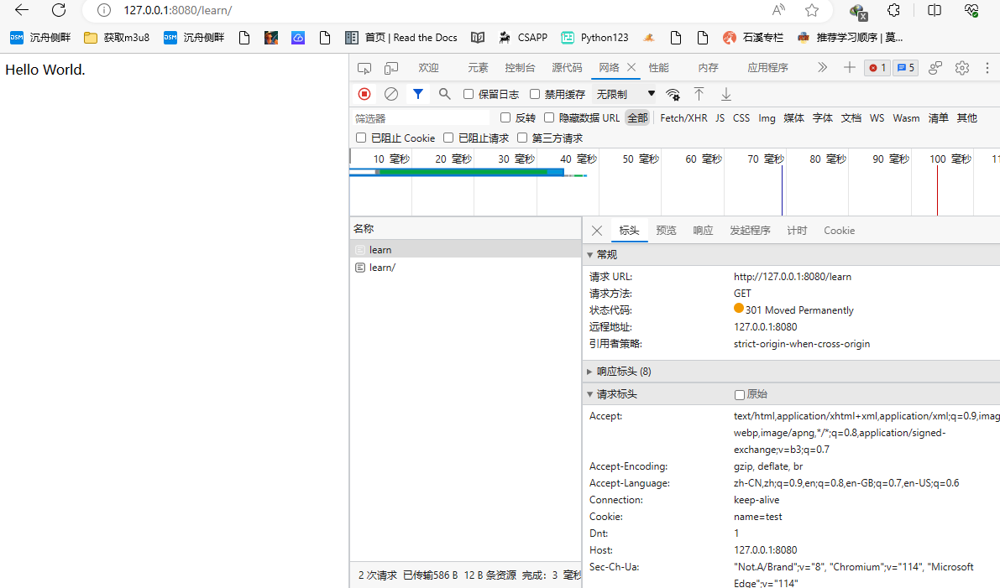 127.0.0.1:8080/learn/
沉舟侧畔 获取m3u8 沉舟侧畔 首页 | Read the Docs CSAPP Python123 石溪专栏 推荐学习顺序 | 莫...
Hello World.
欢迎 元素 控制台 源代码 网络 性能 内存 应用程序 1 5
保留日志 禁用缓存 无限制
筛选器 反转 隐藏数据 URL 全部 Fetch/XHR JS CSS Img 媒体 字体 文档 WS Wasm 清单 其他
已阻止 Cookie 已阻止请求 第三方请求
10 毫秒 20 毫秒 30 毫秒 40 毫秒 50 毫秒 60 毫秒 70 毫秒 80 毫秒 90 毫秒 100 毫秒
名称
learn
learn/
标头 预览 响应 发起程序 计时 Cookie
常规
请求 URL: http://127.0.0.1:8080/learn
请求方法: GET
状态代码: 301 Moved Permanently
远程地址: 127.0.0.1:8080
引用者策略: strict-origin-when-cross-origin
响应标头 (8)
请求标头 原始
Accept: text/html,application/xhtml+xml,application/xml;q=0.9,imag
webp,image/apng,*/*;q=0.8,application/signed-
exchange;v=b3;q=0.7
Accept-Encoding: gzip, deflate, br
Accept-Language: zh-CN,zh;q=0.9,en;q=0.8,en-GB;q=0.7,en-US;q=0.6
Connection: keep-alive
Cookie: name=test
Dnt: 1
Host: 127.0.0.1:8080
Sec-Ch-Ua: "Not.A/Brand";v="8", "Chromium";v="114", "Microsoft
Edge";v="114"
2 次请求 已传输586 B 12 B 条资源 完成: 3 毫秒